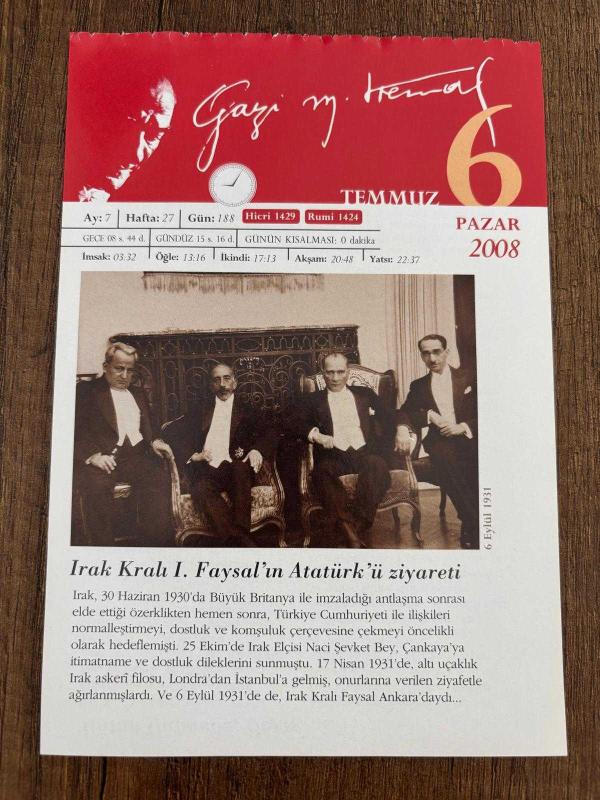 Gazi M. Kemal
6
TEMMUZ
PAZAR
2008
Ay: 7 Hafta: 27 Gün: 188 Hicri 1429 Rumi 1424
GECE 08 s. 44 d. GÜNDÜZ 15 s. 16 d. GÜNÜN KISALMASI: 0 dakika
İmsak: 03:32 Öğle: 13:16 İkindi: 17:13 Akşam: 20:48 Yatsı: 22:37
6 Eylül 1931
Irak Kralı I. Faysal'ın Atatürk'ü ziyareti
Irak, 30 Haziran 1930'da Büyük Britanya ile imzaladığı antlaşma sonrası
elde ettiği özerklikten hemen sonra, Türkiye Cumhuriyeti ile ilişkileri
normalleştirmeyi, dostluk ve komşuluk çerçevesine çekmeyi öncelikli
olarak hedeflemişti. 25 Ekim'de Irak Elçisi Naci Şevket Bey, Çankaya'ya
itimatname ve dostluk dileklerini sunmuştu. 17 Nisan 1931'de, altı uçaklık
Irak askerî filosu, Londra'dan İstanbul'a gelmiş, onurlarına verilen ziyafetle
ağırlanmışlardı. Ve 6 Eylül 1931'de de, Irak Kralı Faysal Ankara'daydı...